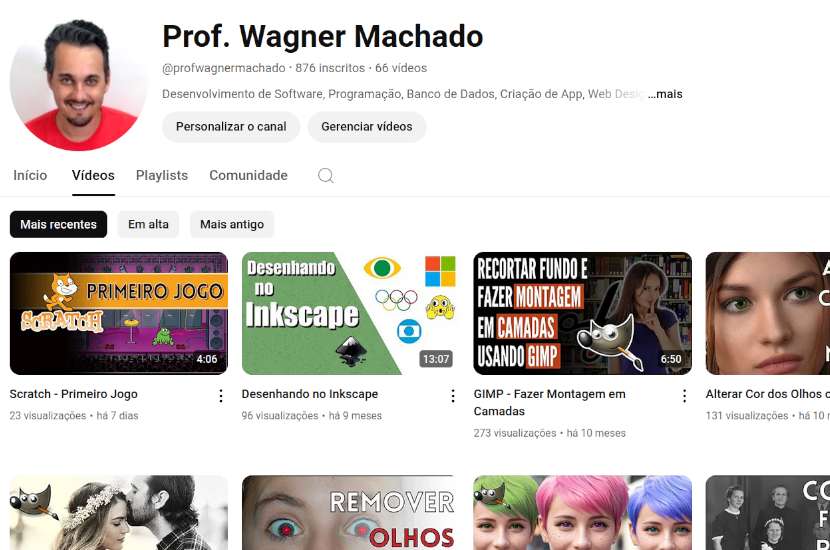 Prof. Wagner Machado
@profwagnermachado · 876 inscritos · 66 vídeos
Desenvolvimento de Software, Programação, Banco de Dados, Criação de App, Web Desig ...mais
Personalizar o canal Gerenciar vídeos
Início Vídeos Playlists Comunidade
Mais recentes Em alta Mais antigo
PRIMEIRO JOGO
SCRATCH
4:06
Desenhando
no
Inkscape
13:07
RECORTAR FUNDO E
FAZER MONTAGEM
EM CAMADAS
USANDO GIMP
6:50
Scratch - Primeiro Jogo
23 visualizações • há 7 dias
Desenhando no Inkscape
96 visualizações • há 9 meses
GIMP - Fazer Montagem em
Camadas
273 visualizações • há 10 meses
Alterar Cor dos Olhos
131 visualizações • há 10
REMOVER
OLHOS